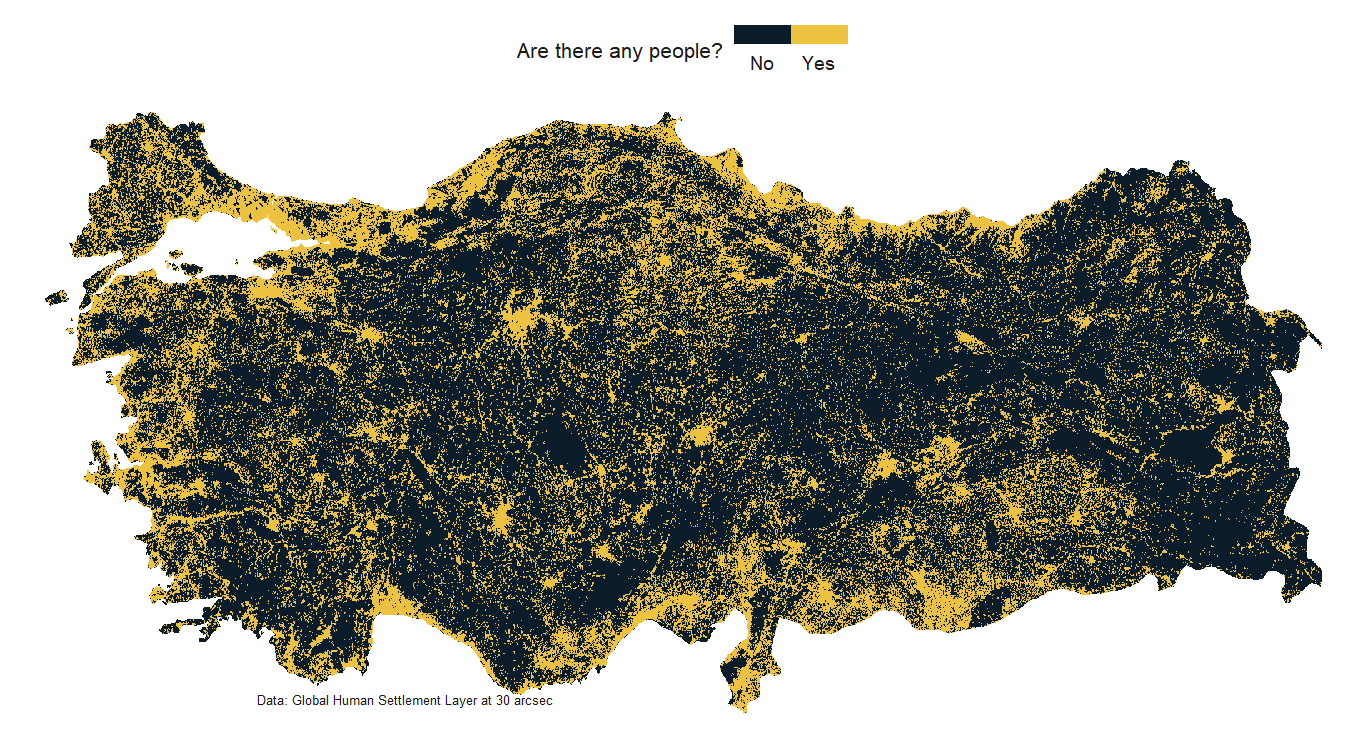 Are there any people?
No Yes
Data: Global Human Settlement Layer at 30 arcsec